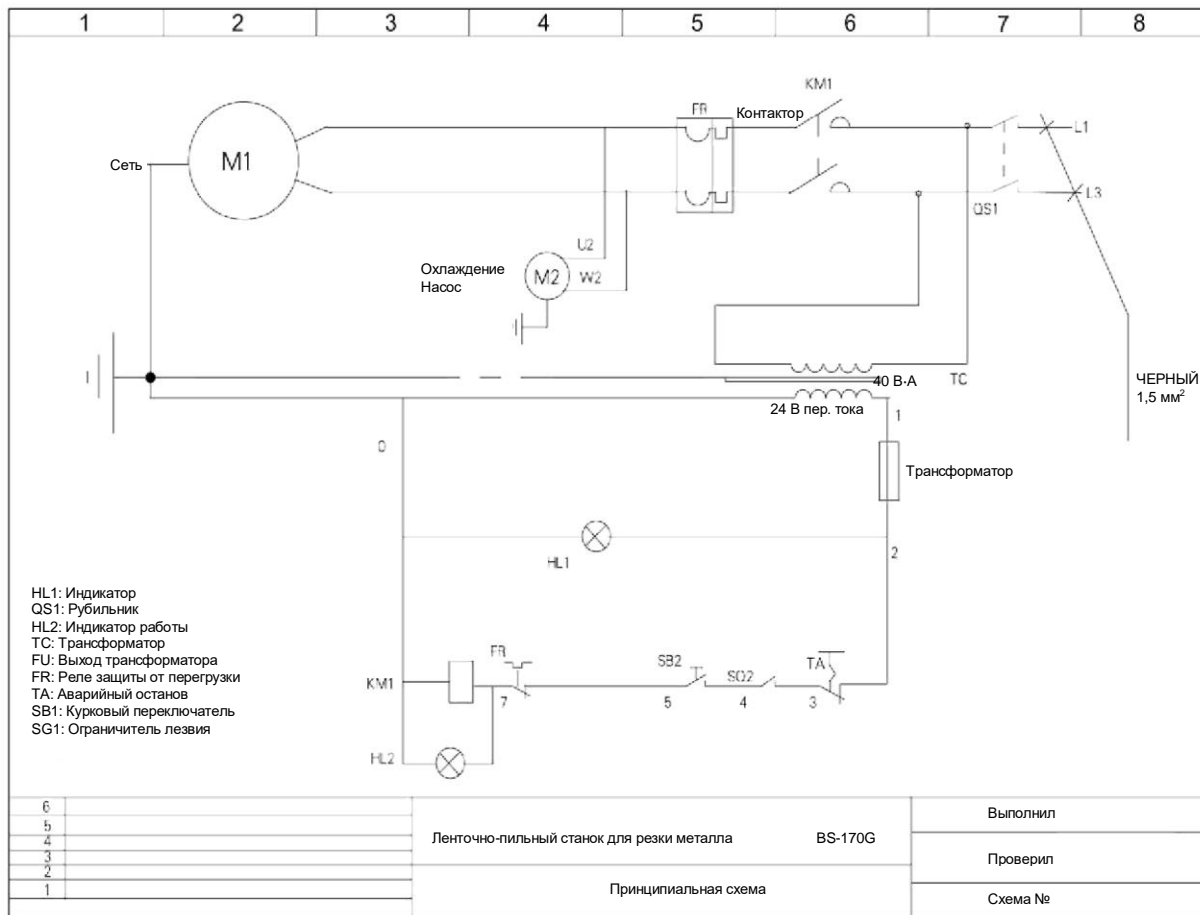 1 2 3 4 5 6 7 8
KM1
FR
Контактор
L1
Сеть
M1
L3
QS1
U2
Охлаждение
Насос
M2
W2
40 В·А
TC
ЧЕРНЫЙ
1,5 мм²
24 В пер. тока
1
0
Трансформатор
2
HL1
HL1: Индикатор
QS1: Рубильник
HL2: Индикатор работы
TC: Трансформатор
FU: Выход трансформатора
FR: Реле защиты от перегрузки
TA: Аварийный останов
SB1: Курковый переключатель
SG1: Ограничитель лезвия
FR
SB2
SQ2
TA
KM1
7
5
4
3
HL2
6
5
4
3
2
1
Ленточно-пильный станок для резки металла BS-170G
Принципиальная схема
Выполнил
Проверил
Схема №